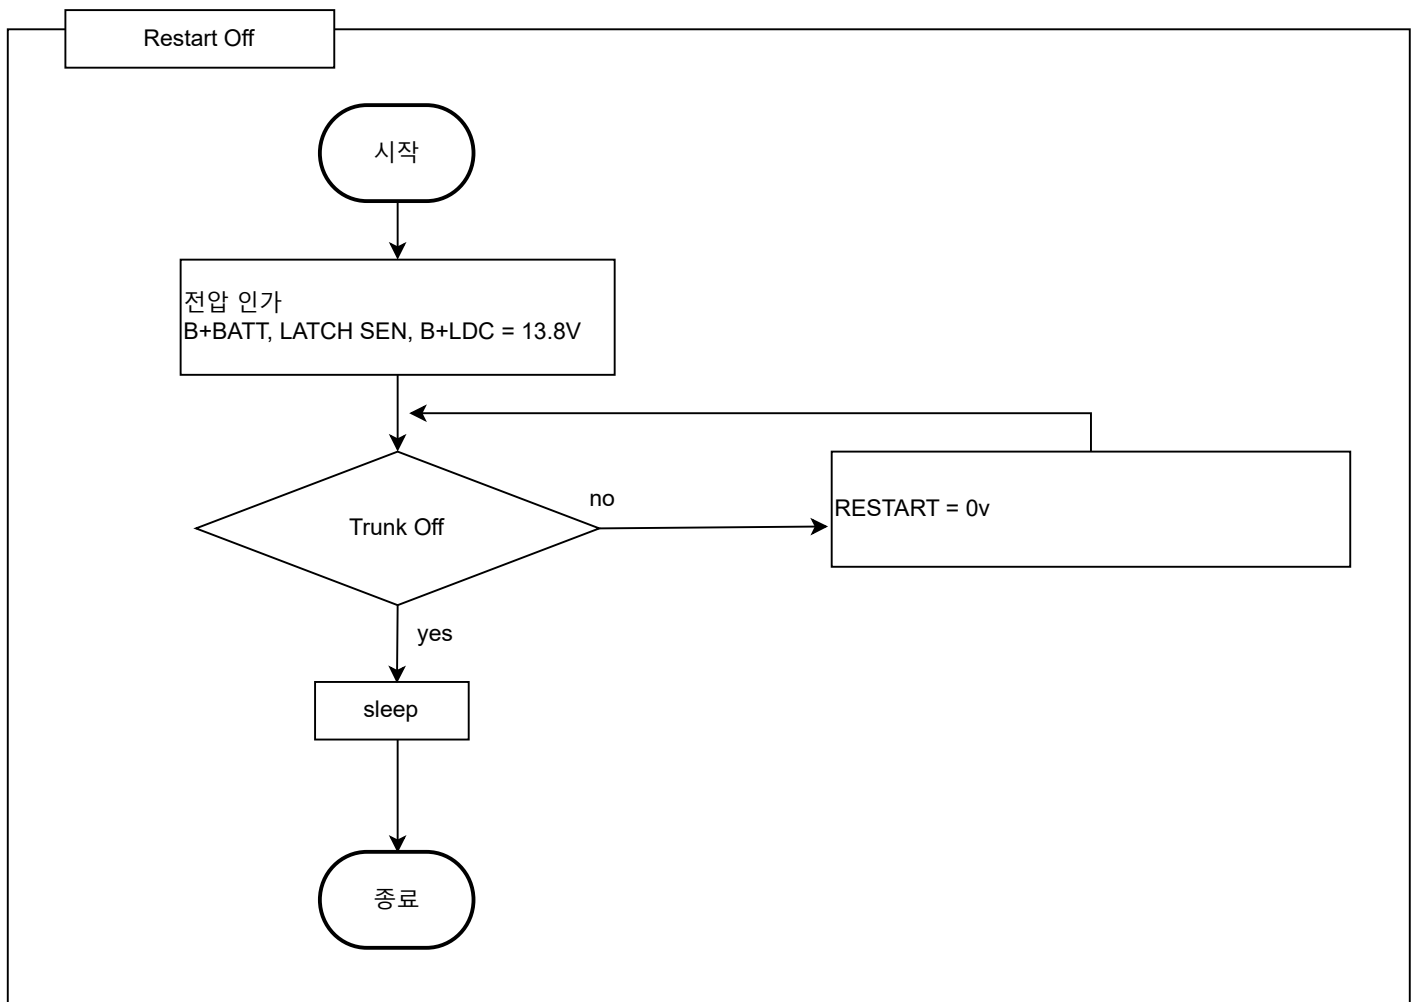 Restart Off
시작
전압 인가
B+BATT, LATCH SEN, B+LDC = 13.8V
Trunk Off
no
RESTART = 0v
yes
sleep
종료